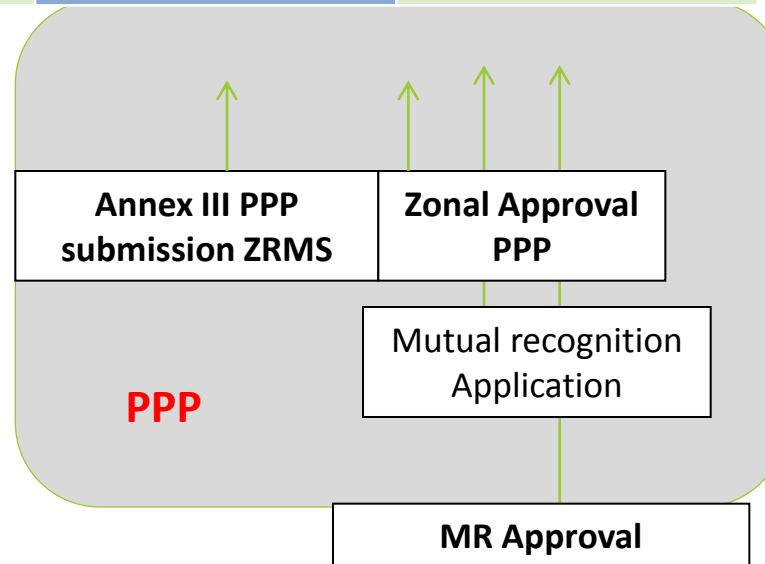 Annex III PPP
submission ZRMS
Zonal Approval
PPP
Mutual recognition
Application
PPP
MR Approval